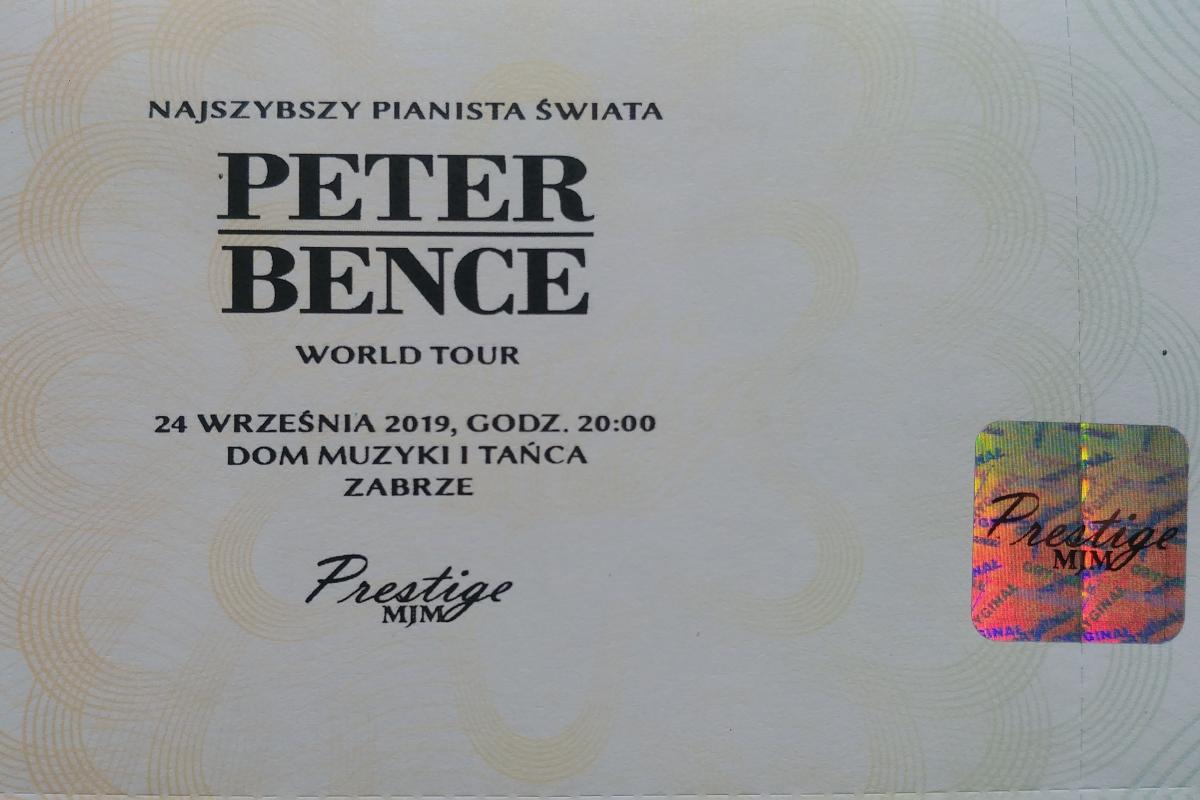 NAJSZYBSZY PIANISTA ŚWIATA
PETER
BENCE
WORLD TOUR
24 WRZEŚNIA 2019, GODZ. 20:00
DOM MUZYKI I TAŃCA
ZABRZE
Prestige
MJM
Prestige
MJM